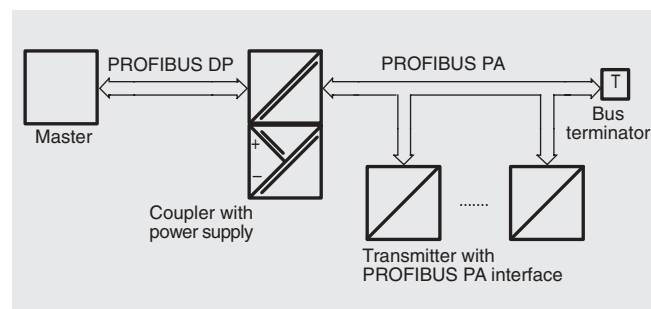 PROFIBUS DP
PROFIBUS PA
T
Master
Bus
terminator
+
–
Coupler with
power supply
.......
Transmitter with
PROFIBUS PA interface